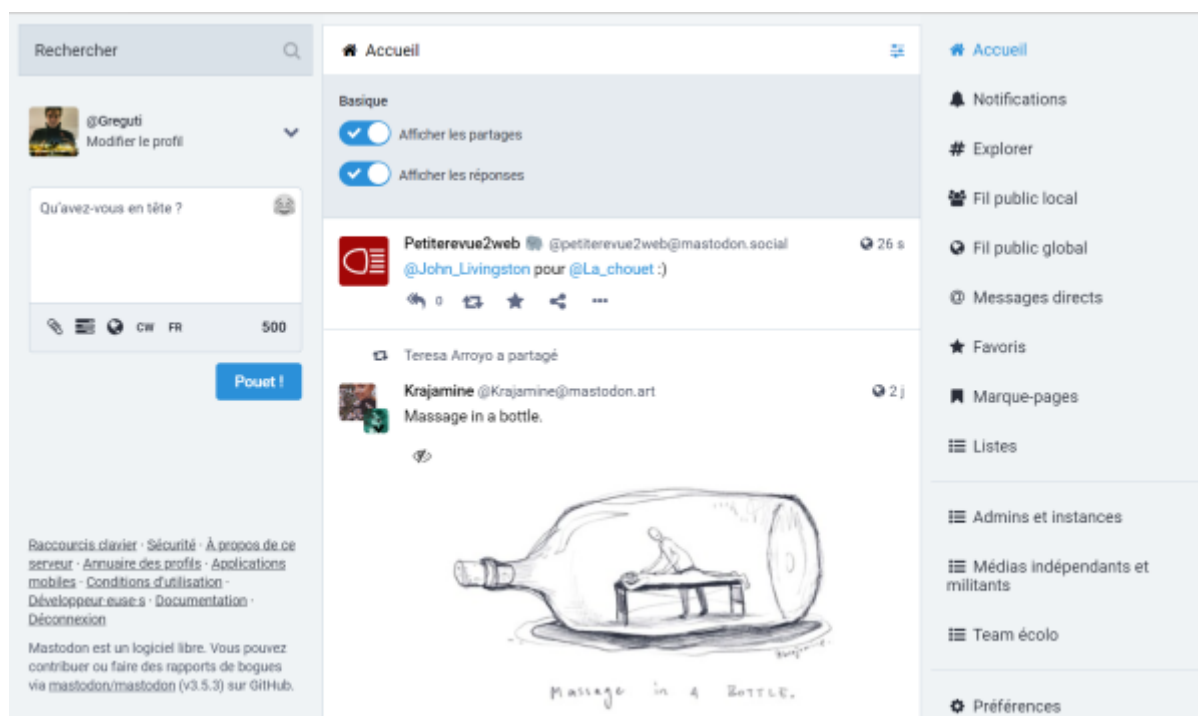 Rechercher
@Greguti
Modifier le profil
Qu'avez-vous en tête ?
CW FR 500
Pouet !
Raccourcis clavier · Sécurité · À propos de ce
serveur · Annuaire des profils · Applications
mobiles · Conditions d'utilisation ·
Développeur·euse·s · Documentation ·
Déconnexion
Mastodon est un logiciel libre. Vous pouvez
contribuer ou faire des rapports de bogues
via mastodon/mastodon (v3.5.3) sur GitHub.
Accueil
Basique
Afficher les partages
Afficher les réponses
Petiterevue2web @petiterevue2web@mastodon.social 26 s
@John_Livingston pour @La_chouet :)
0
Teresa Arroyo a partagé
Krajamine @Krajamine@mastodon.art 2 j
Massage in a bottle.
Massage in a Bottle.
Accueil
Notifications
# Explorer
Fil public local
Fil public global
@ Messages directs
Favoris
Marque-pages
Listes
Admins et instances
Médias indépendants et
militants
Team écolo
Préférences